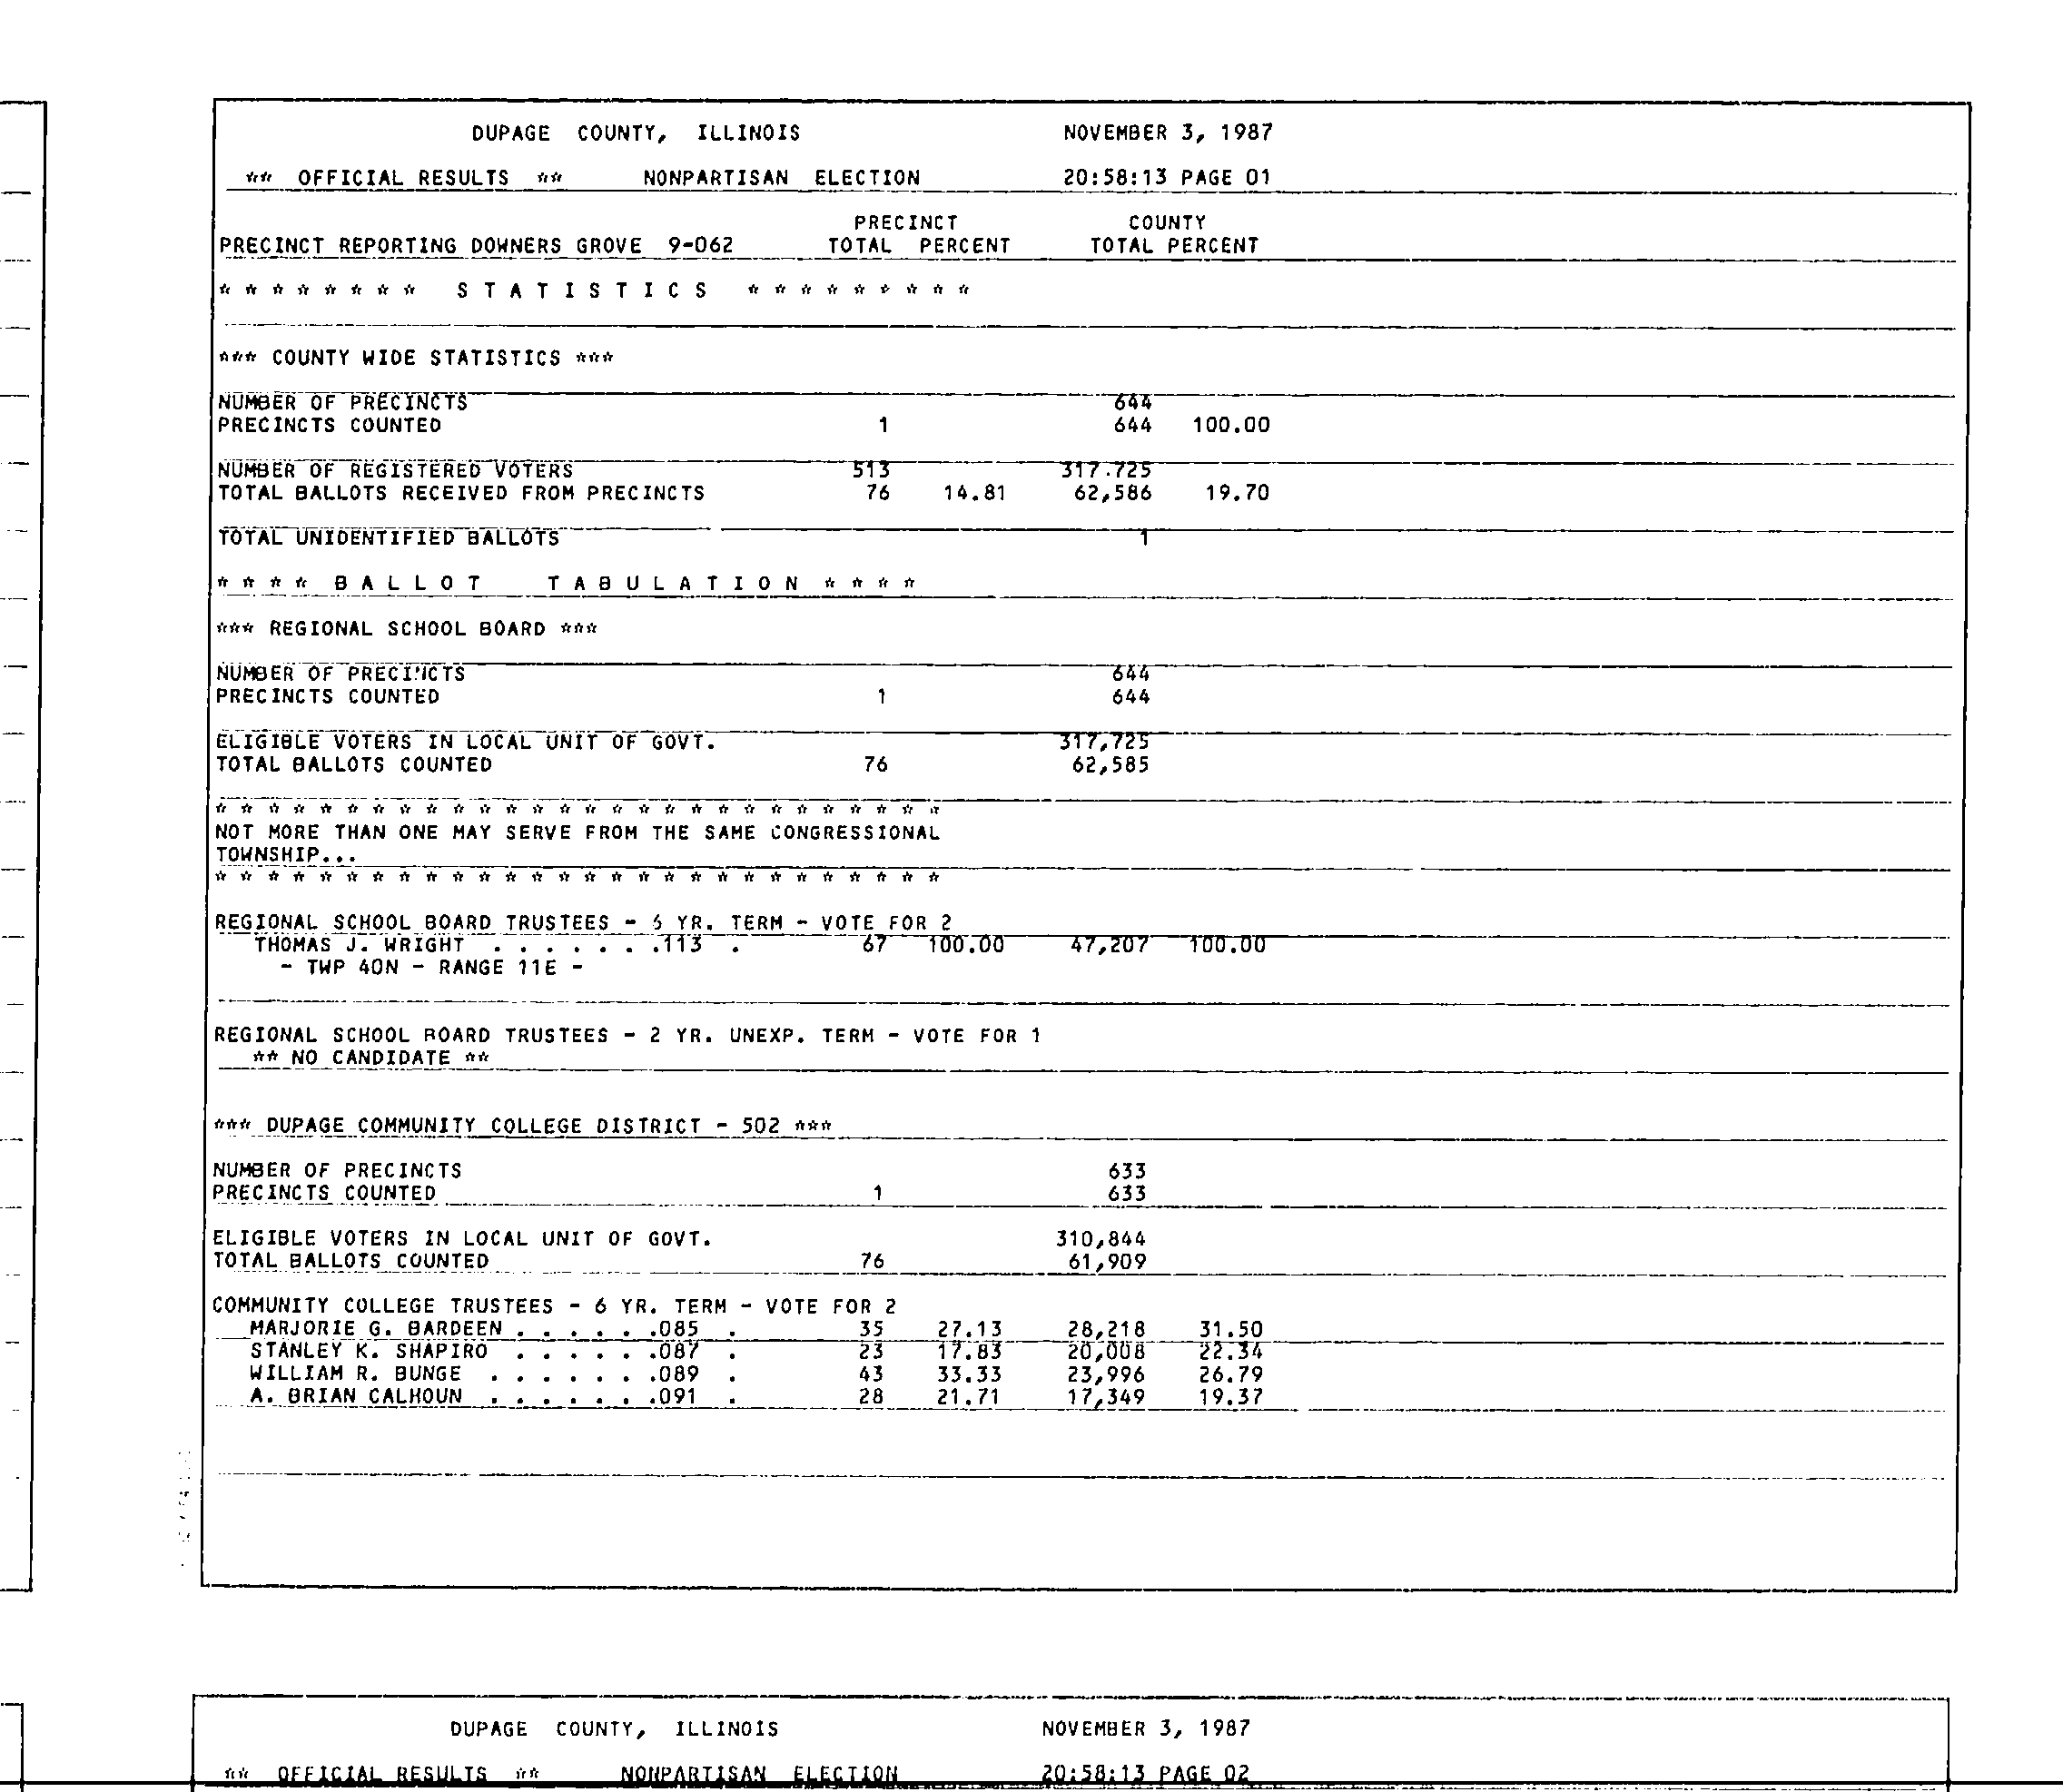 DUPAGE COUNTY, ILLINOIS NOVEMBER 3, 1987
** OFFICIAL RESULTS ** NONPARTISAN ELECTION 20:58:13 PAGE 01
PRECINCT COUNTY
PRECINCT REPORTING DOWNERS GROVE 9-062 TOTAL PERCENT TOTAL PERCENT
* * * * * * * * S T A T I S T I C S * * * * * * * * *
*** COUNTY WIDE STATISTICS ***
NUMBER OF PRECINCTS 644
PRECINCTS COUNTED 1 644 100.00
NUMBER OF REGISTERED VOTERS 513 317.725
TOTAL BALLOTS RECEIVED FROM PRECINCTS 76 14.81 62,586 19.70
TOTAL UNIDENTIFIED BALLOTS 1
* * * * B A L L O T T A B U L A T I O N * * * *
*** REGIONAL SCHOOL BOARD ***
NUMBER OF PRECINCTS 644
PRECINCTS COUNTED 1 644
ELIGIBLE VOTERS IN LOCAL UNIT OF GOVT. 317,725
TOTAL BALLOTS COUNTED 76 62,585
* * * * * * * * * * * * * * * * * * * * * * * * * * * *
NOT MORE THAN ONE MAY SERVE FROM THE SAME CONGRESSIONAL
TOWNSHIP...
* * * * * * * * * * * * * * * * * * * * * * * * * * * *
REGIONAL SCHOOL BOARD TRUSTEES - 6 YR. TERM - VOTE FOR 2
THOMAS J. WRIGHT . . . . . . .113 . 67 100.00 47,207 100.00
- TWP 40N - RANGE 11E -
REGIONAL SCHOOL BOARD TRUSTEES - 2 YR. UNEXP. TERM - VOTE FOR 1
** NO CANDIDATE **
*** DUPAGE COMMUNITY COLLEGE DISTRICT - 502 ***
NUMBER OF PRECINCTS 633
PRECINCTS COUNTED 1 633
ELIGIBLE VOTERS IN LOCAL UNIT OF GOVT. 310,844
TOTAL BALLOTS COUNTED 76 61,909
COMMUNITY COLLEGE TRUSTEES - 6 YR. TERM - VOTE FOR 2
MARJORIE G. BARDEEN . . . . . .085 . 35 27.13 28,218 31.50
STANLEY K. SHAPIRO . . . . . .087 . 23 17.83 20,008 22.34
WILLIAM R. BUNGE . . . . . . .089 . 43 33.33 23,996 26.79
A. BRIAN CALHOUN . . . . . . .091 . 28 21.71 17,349 19.37
DUPAGE COUNTY, ILLINOIS NOVEMBER 3, 1987
** OFFICIAL RESULTS ** NONPARTISAN ELECTION 20:58:13 PAGE 02